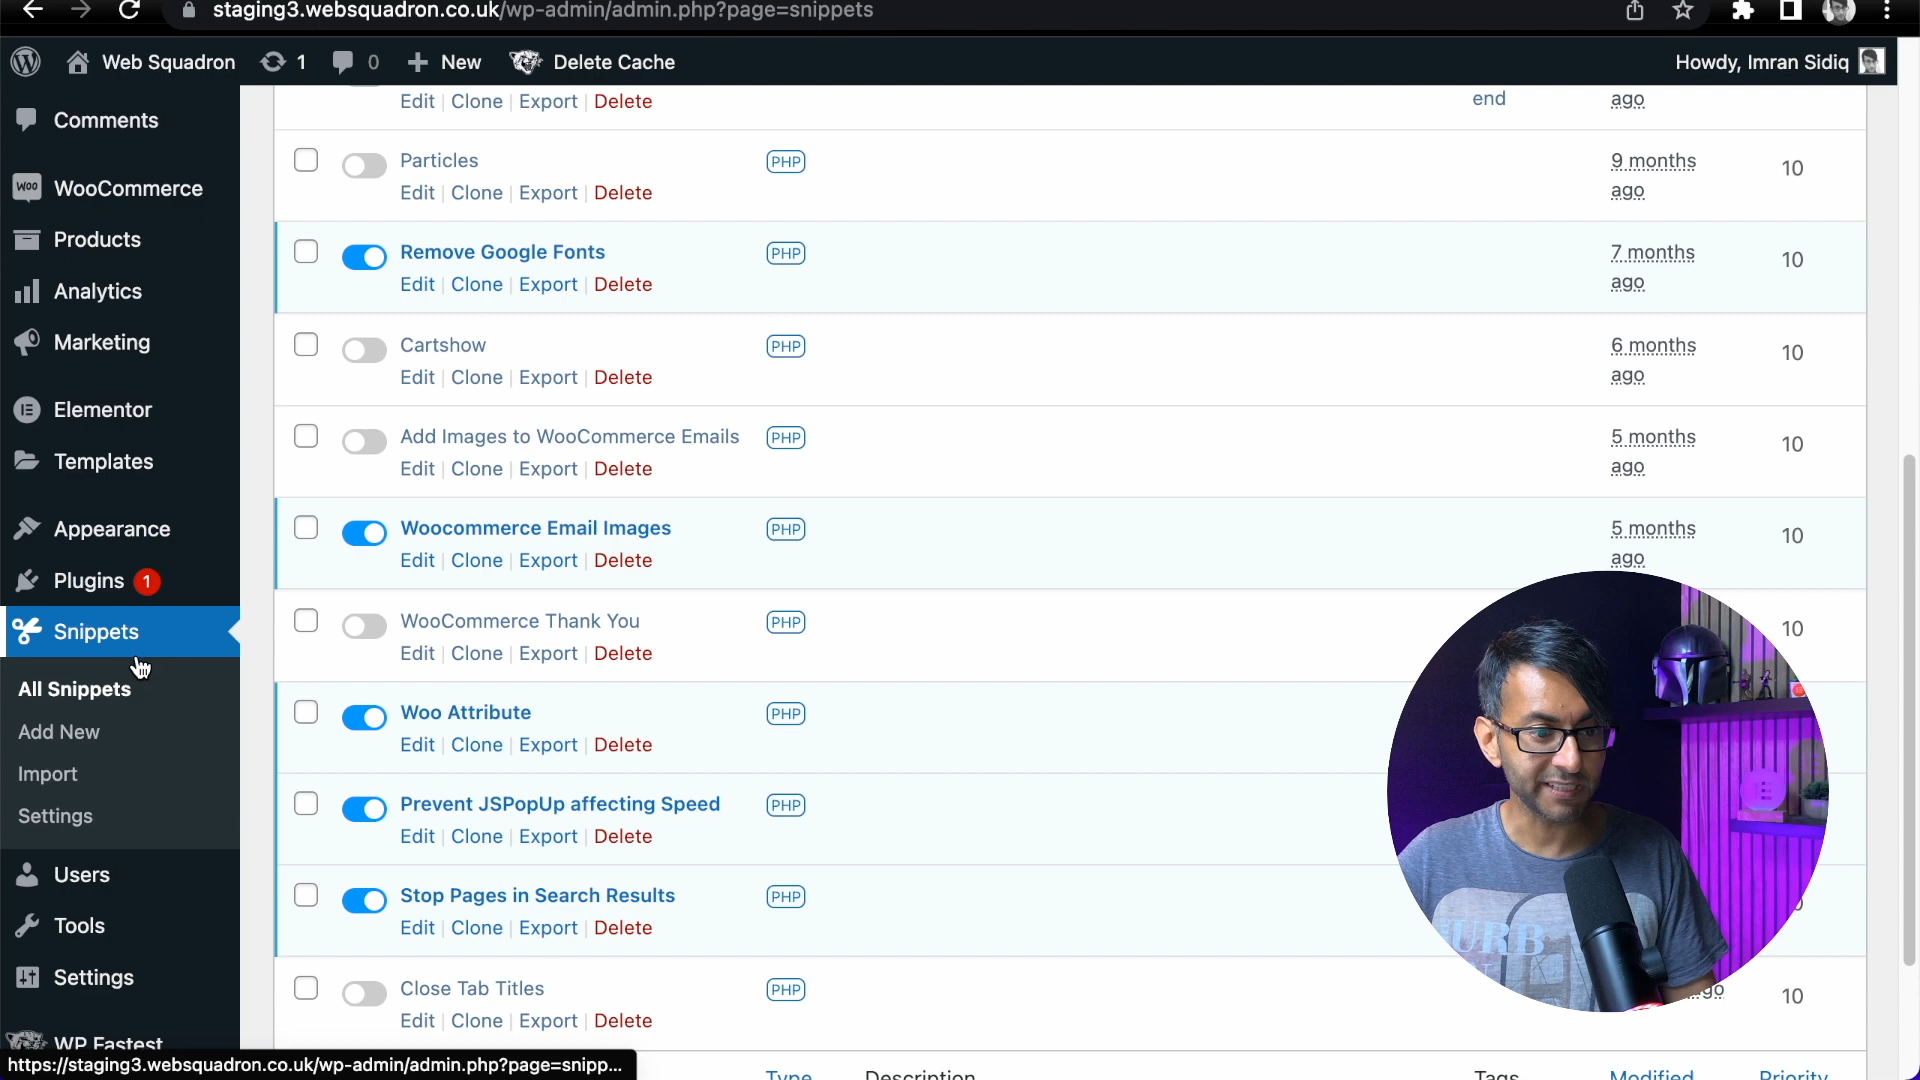 staging3.websquadron.co.uk/wp-admin/admin.php?page=snippets
Web Squadron 1 0 New Delete Cache Howdy, Imran Sidiq
Comments
WooCommerce
Products
Analytics
Marketing
Elementor
Templates
Appearance
Plugins 1
Snippets
All Snippets
Add New
Import
Settings
Users
Tools
Settings
WP Fastest
https://staging3.websquadron.co.uk/wp-admin/admin.php?page=snipp...
Edit | Clone | Export | Delete end ago
Particles PHP 9 months ago 10
Edit | Clone | Export | Delete
Remove Google Fonts PHP 7 months ago 10
Edit | Clone | Export | Delete
Cartshow PHP 6 months ago 10
Edit | Clone | Export | Delete
Add Images to WooCommerce Emails PHP 5 months ago 10
Edit | Clone | Export | Delete
Woocommerce Email Images PHP 5 months ago 10
Edit | Clone | Export | Delete
WooCommerce Thank You PHP 10
Edit | Clone | Export | Delete
Woo Attribute PHP
Edit | Clone | Export | Delete
Prevent JSPopUp affecting Speed PHP
Edit | Clone | Export | Delete
Stop Pages in Search Results PHP
Edit | Clone | Export | Delete
Close Tab Titles PHP 10
Edit | Clone | Export | Delete
Type Description Tags Modified Priority